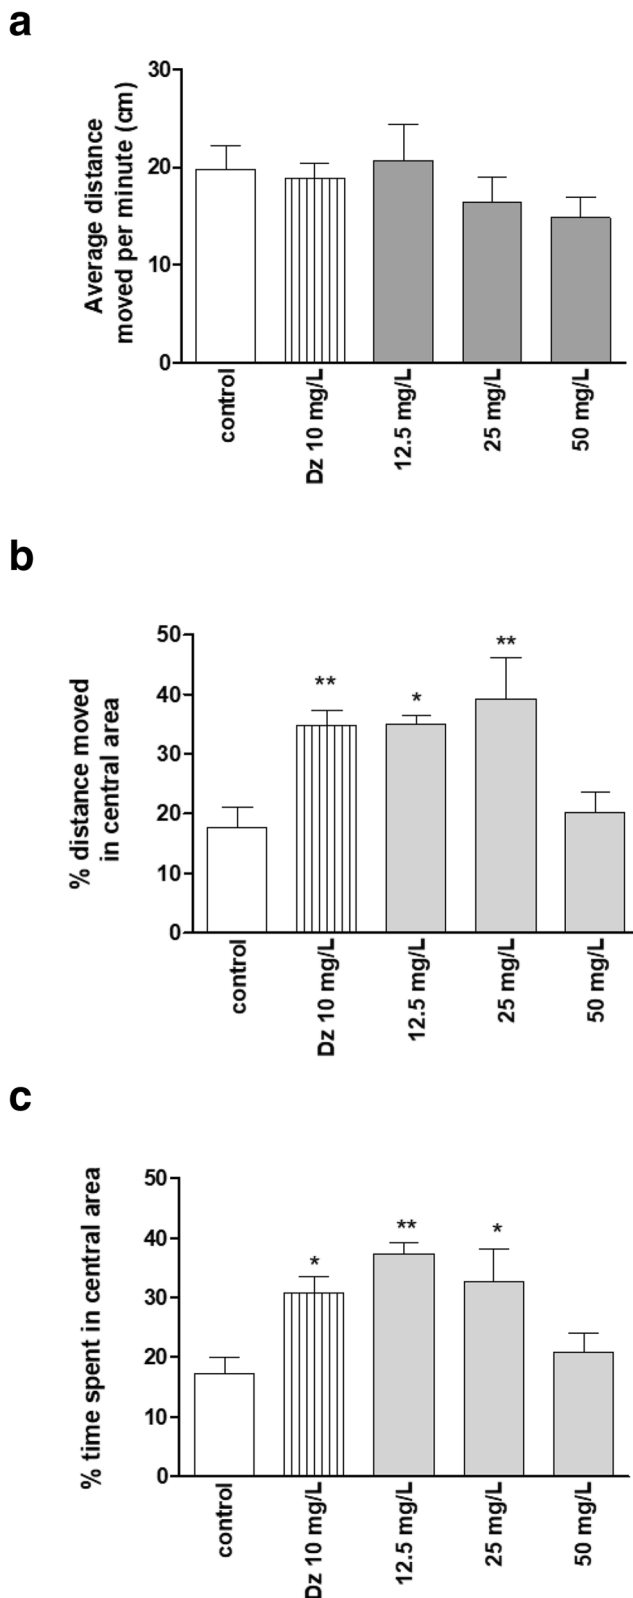 a
Average distance
moved per minute (cm)
30
20
10
0
control
Dz 10 mg/L
12.5 mg/L
25 mg/L
50 mg/L
b
% distance moved
in central area
50
40
30
20
10
0
**
*
**
control
Dz 10 mg/L
12.5 mg/L
25 mg/L
50 mg/L
c
% time spent in central area
50
40
30
20
10
0
*
**
*
control
Dz 10 mg/L
12.5 mg/L
25 mg/L
50 mg/L